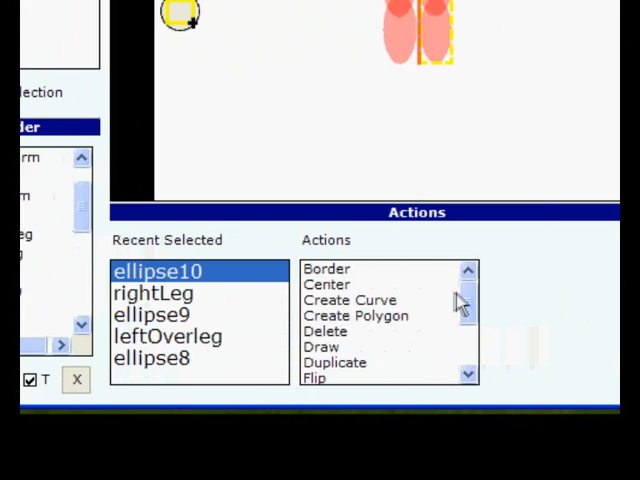 lection
der
rm
m
eg
T
X
Actions
Recent Selected
Actions
ellipse10
rightLeg
ellipse9
leftOverleg
ellipse8
Border
Center
Create Curve
Create Polygon
Delete
Draw
Duplicate
Flip